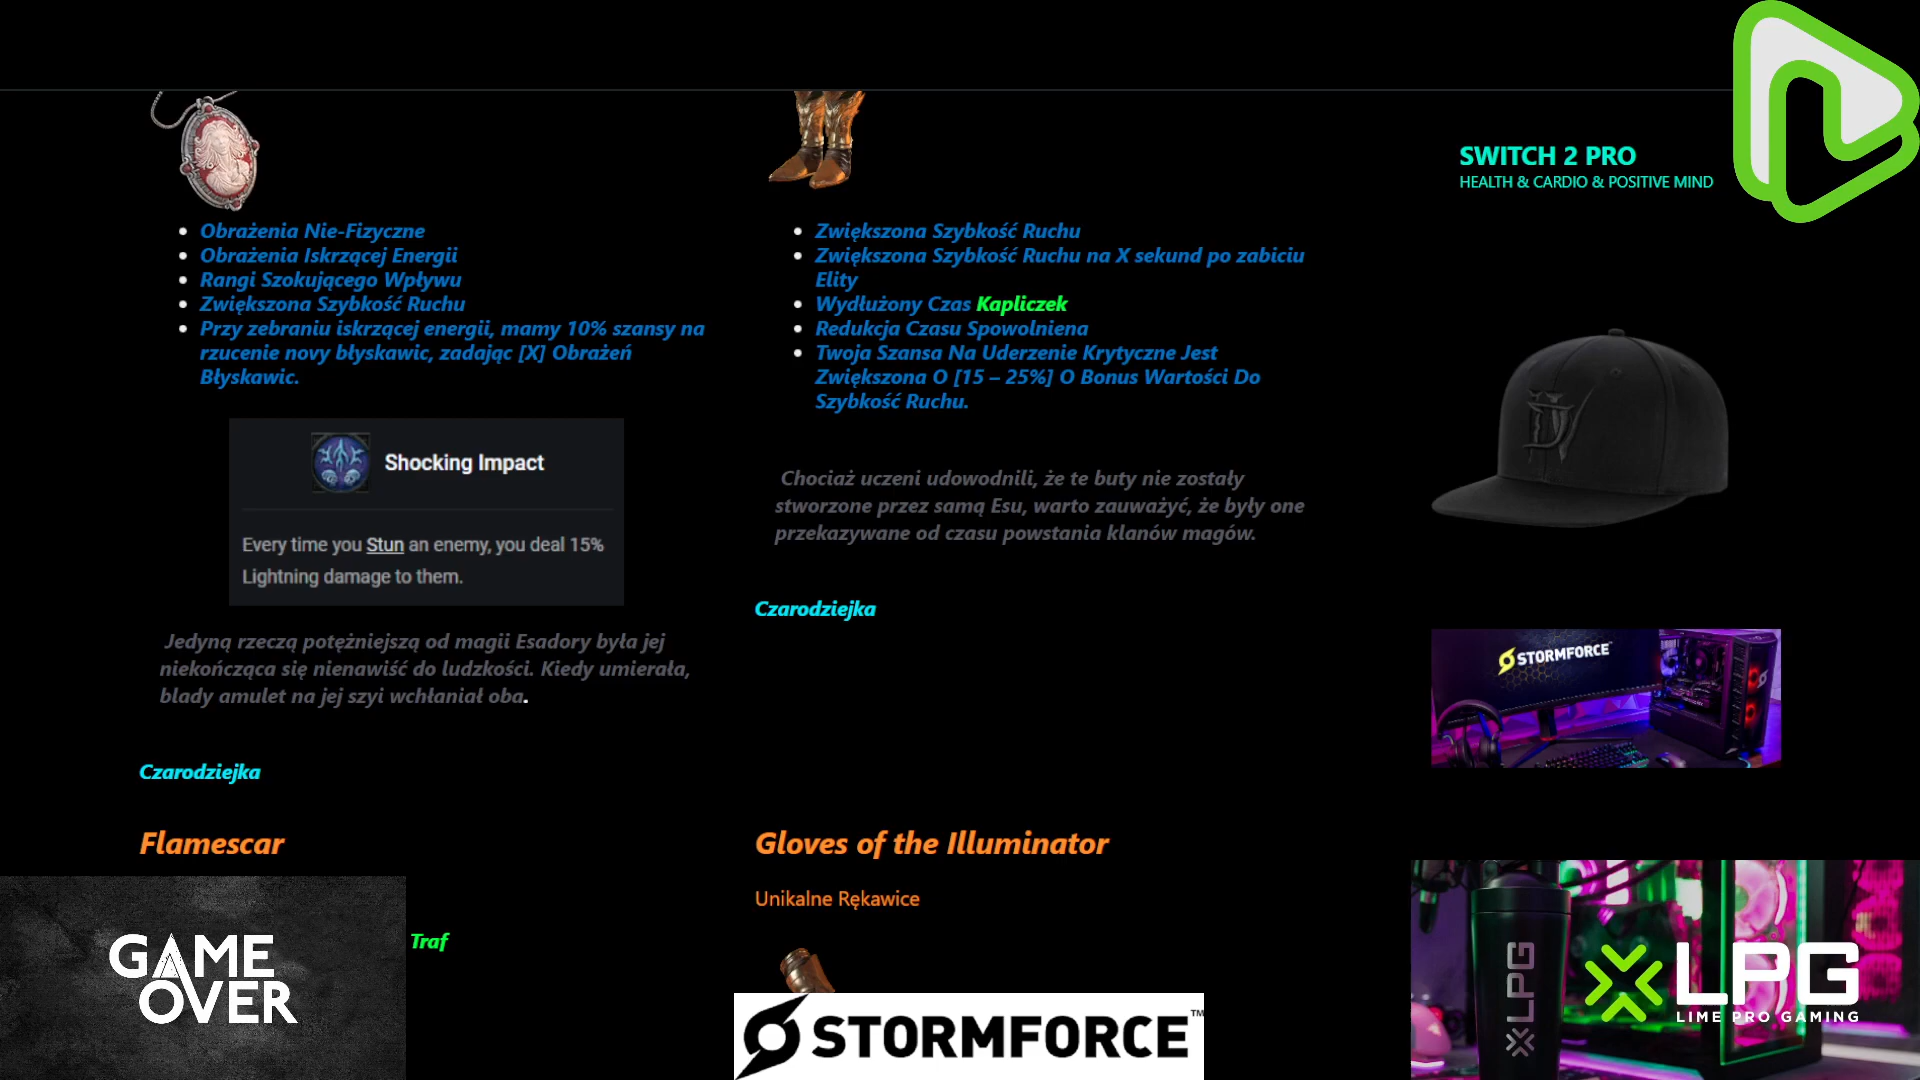 SWITCH 2 PRO
HEALTH & CARDIO & POSITIVE MIND
Obrażenia Nie-Fizyczne
Obrażenia Iskrzącej Energii
Rangi Szokującego Wpływu
Zwiększona Szybkość Ruchu
Przy zebraniu iskrzącej energii, mamy 10% szansy na
rzucenie novy błyskawic, zadając [X] Obrażeń
Błyskawic.
Shocking Impact
Every time you Stun an enemy, you deal 15%
Lightning damage to them.
Jedyną rzeczą potężniejszą od magii Esadory była jej
niekończąca się nienawiść do ludzkości. Kiedy umierała,
blady amulet na jej szyi wchłaniał oba.
Czarodziejka
Zwiększona Szybkość Ruchu
Zwiększona Szybkość Ruchu na X sekund po zabiciu
Elity
Wydłużony Czas Kapliczek
Redukcja Czasu Spowolniena
Twoja Szansa Na Uderzenie Krytyczne Jest
Zwiększona O [15 – 25%] O Bonus Wartości Do
Szybkość Ruchu.
Chociaż uczeni udowodnili, że te buty nie zostały
stworzone przez samą Esu, warto zauważyć, że były one
przekazywane od czasu powstania klanów magów.
Czarodziejka
STORMFORCE
Flamescar
Traf
Gloves of the Illuminator
Unikalne Rękawice
GAME
OVER
STORMFORCE™
LPG
LPG
LIME PRO GAMING